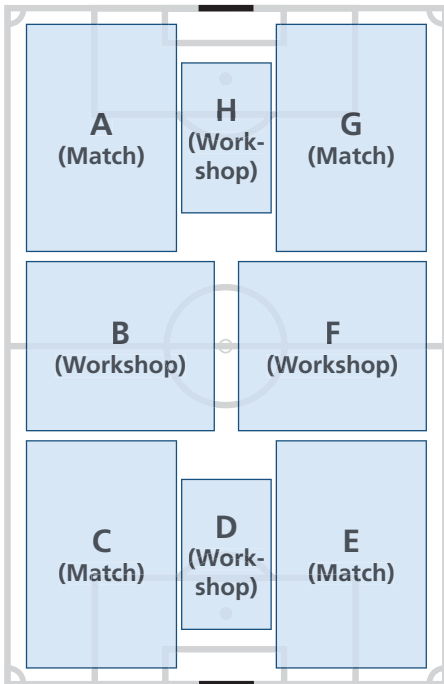 A
(Match)
H
(Work-
shop)
G
(Match)
B
(Workshop)
F
(Workshop)
C
(Match)
D
(Work-
shop)
E
(Match)